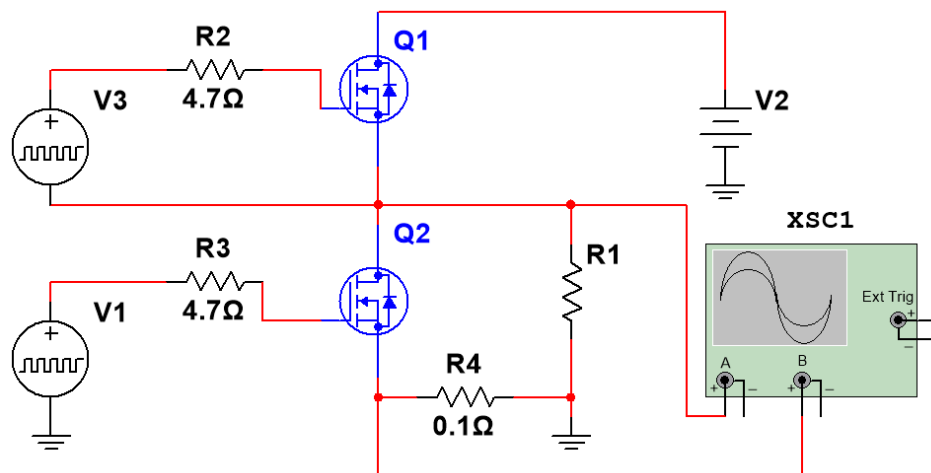 R2
Q1
V3
4.7Ω
V2
XSC1
R3
Q2
R1
V1
4.7Ω
Ext Trig
+
−
R4
A
B
+
−
+
−
0.1Ω